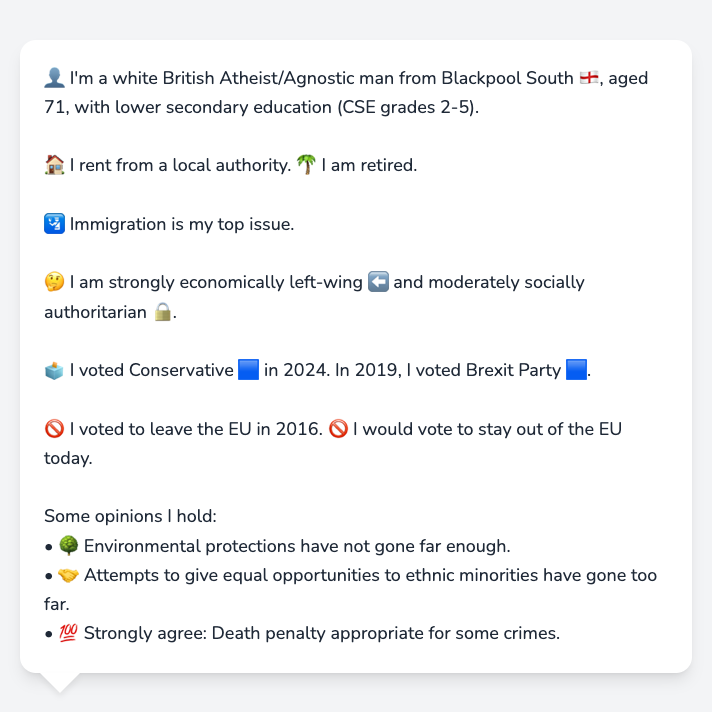 👤 I'm a white British Atheist/Agnostic man from Blackpool South 🏴󠁧󠁢󠁥󠁮󠁧󠁿, aged
71, with lower secondary education (CSE grades 2-5).
🏠 I rent from a local authority. 🌴 I am retired.
🛂 Immigration is my top issue.
🤔 I am strongly economically left-wing ⬅️ and moderately socially
authoritarian 🔒.
🗳️ I voted Conservative 🟦 in 2024. In 2019, I voted Brexit Party 🟦.
🚫 I voted to leave the EU in 2016. 🚫 I would vote to stay out of the EU
today.
Some opinions I hold:
• 🌳 Environmental protections have not gone far enough.
• 🤝 Attempts to give equal opportunities to ethnic minorities have gone too
far.
• 💯 Strongly agree: Death penalty appropriate for some crimes.